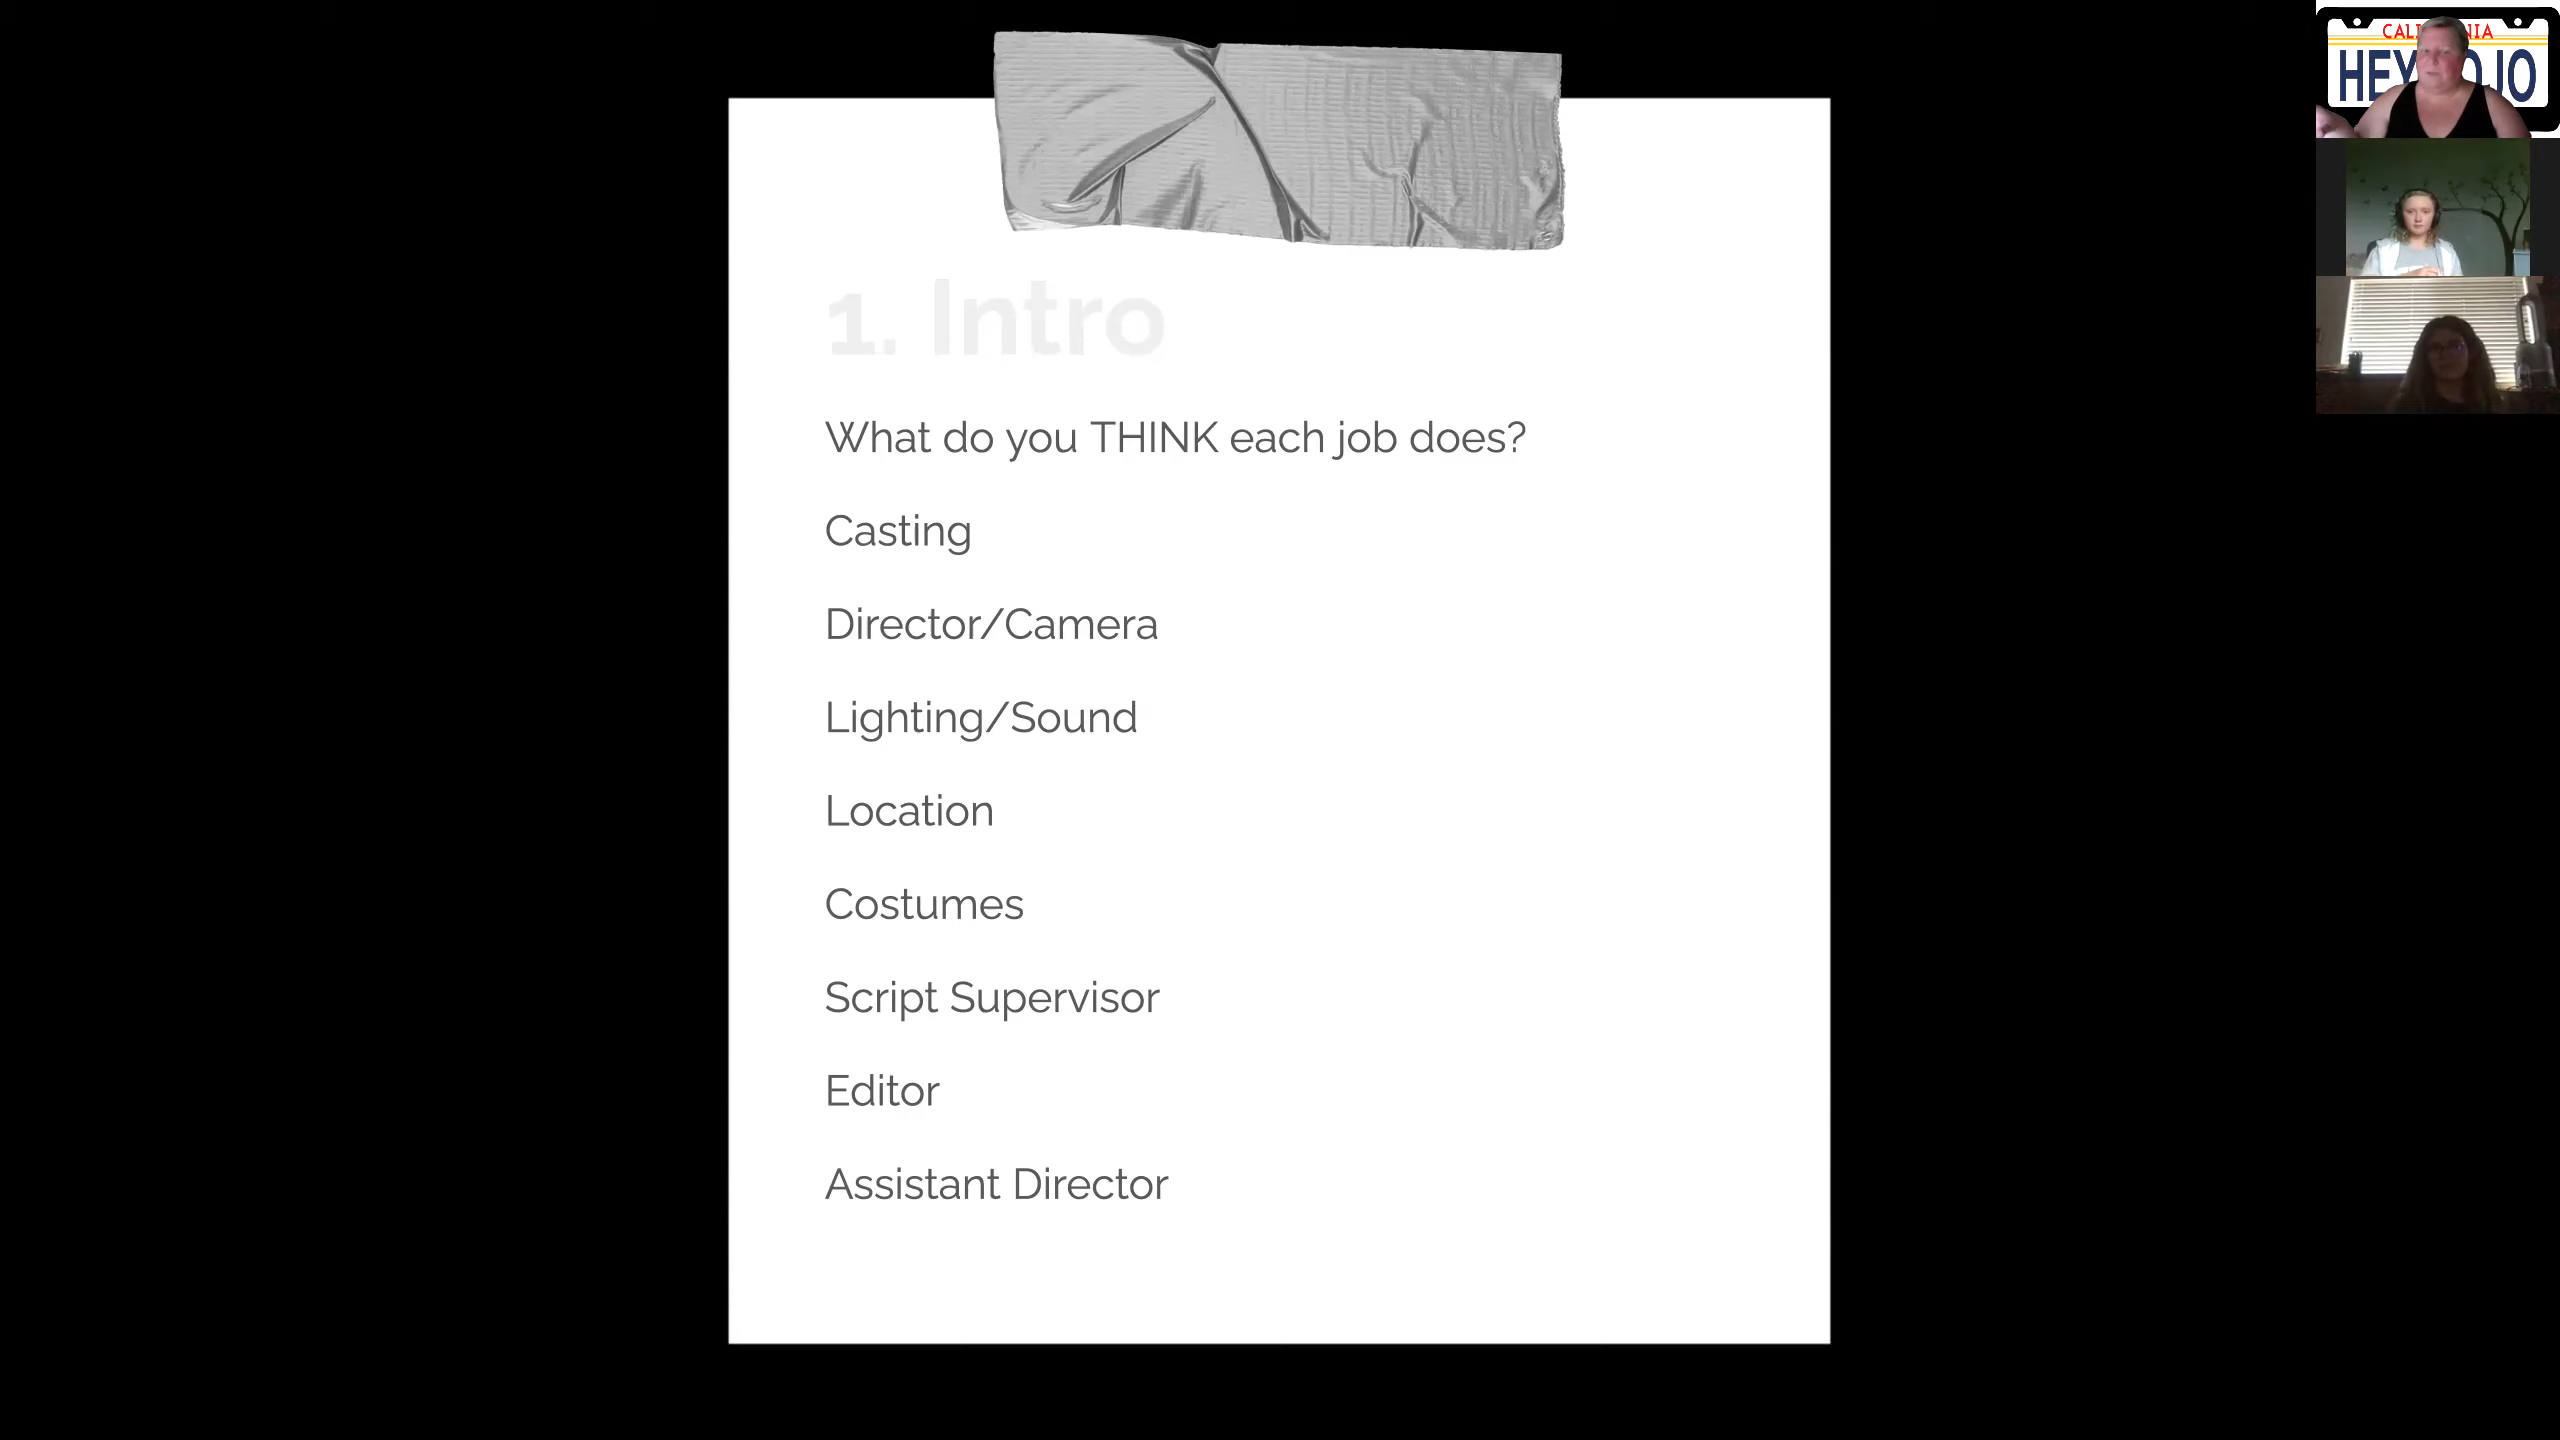 1. Intro
What do you THINK each job does?
Casting
Director/Camera
Lighting/Sound
Location
Costumes
Script Supervisor
Editor
Assistant Director